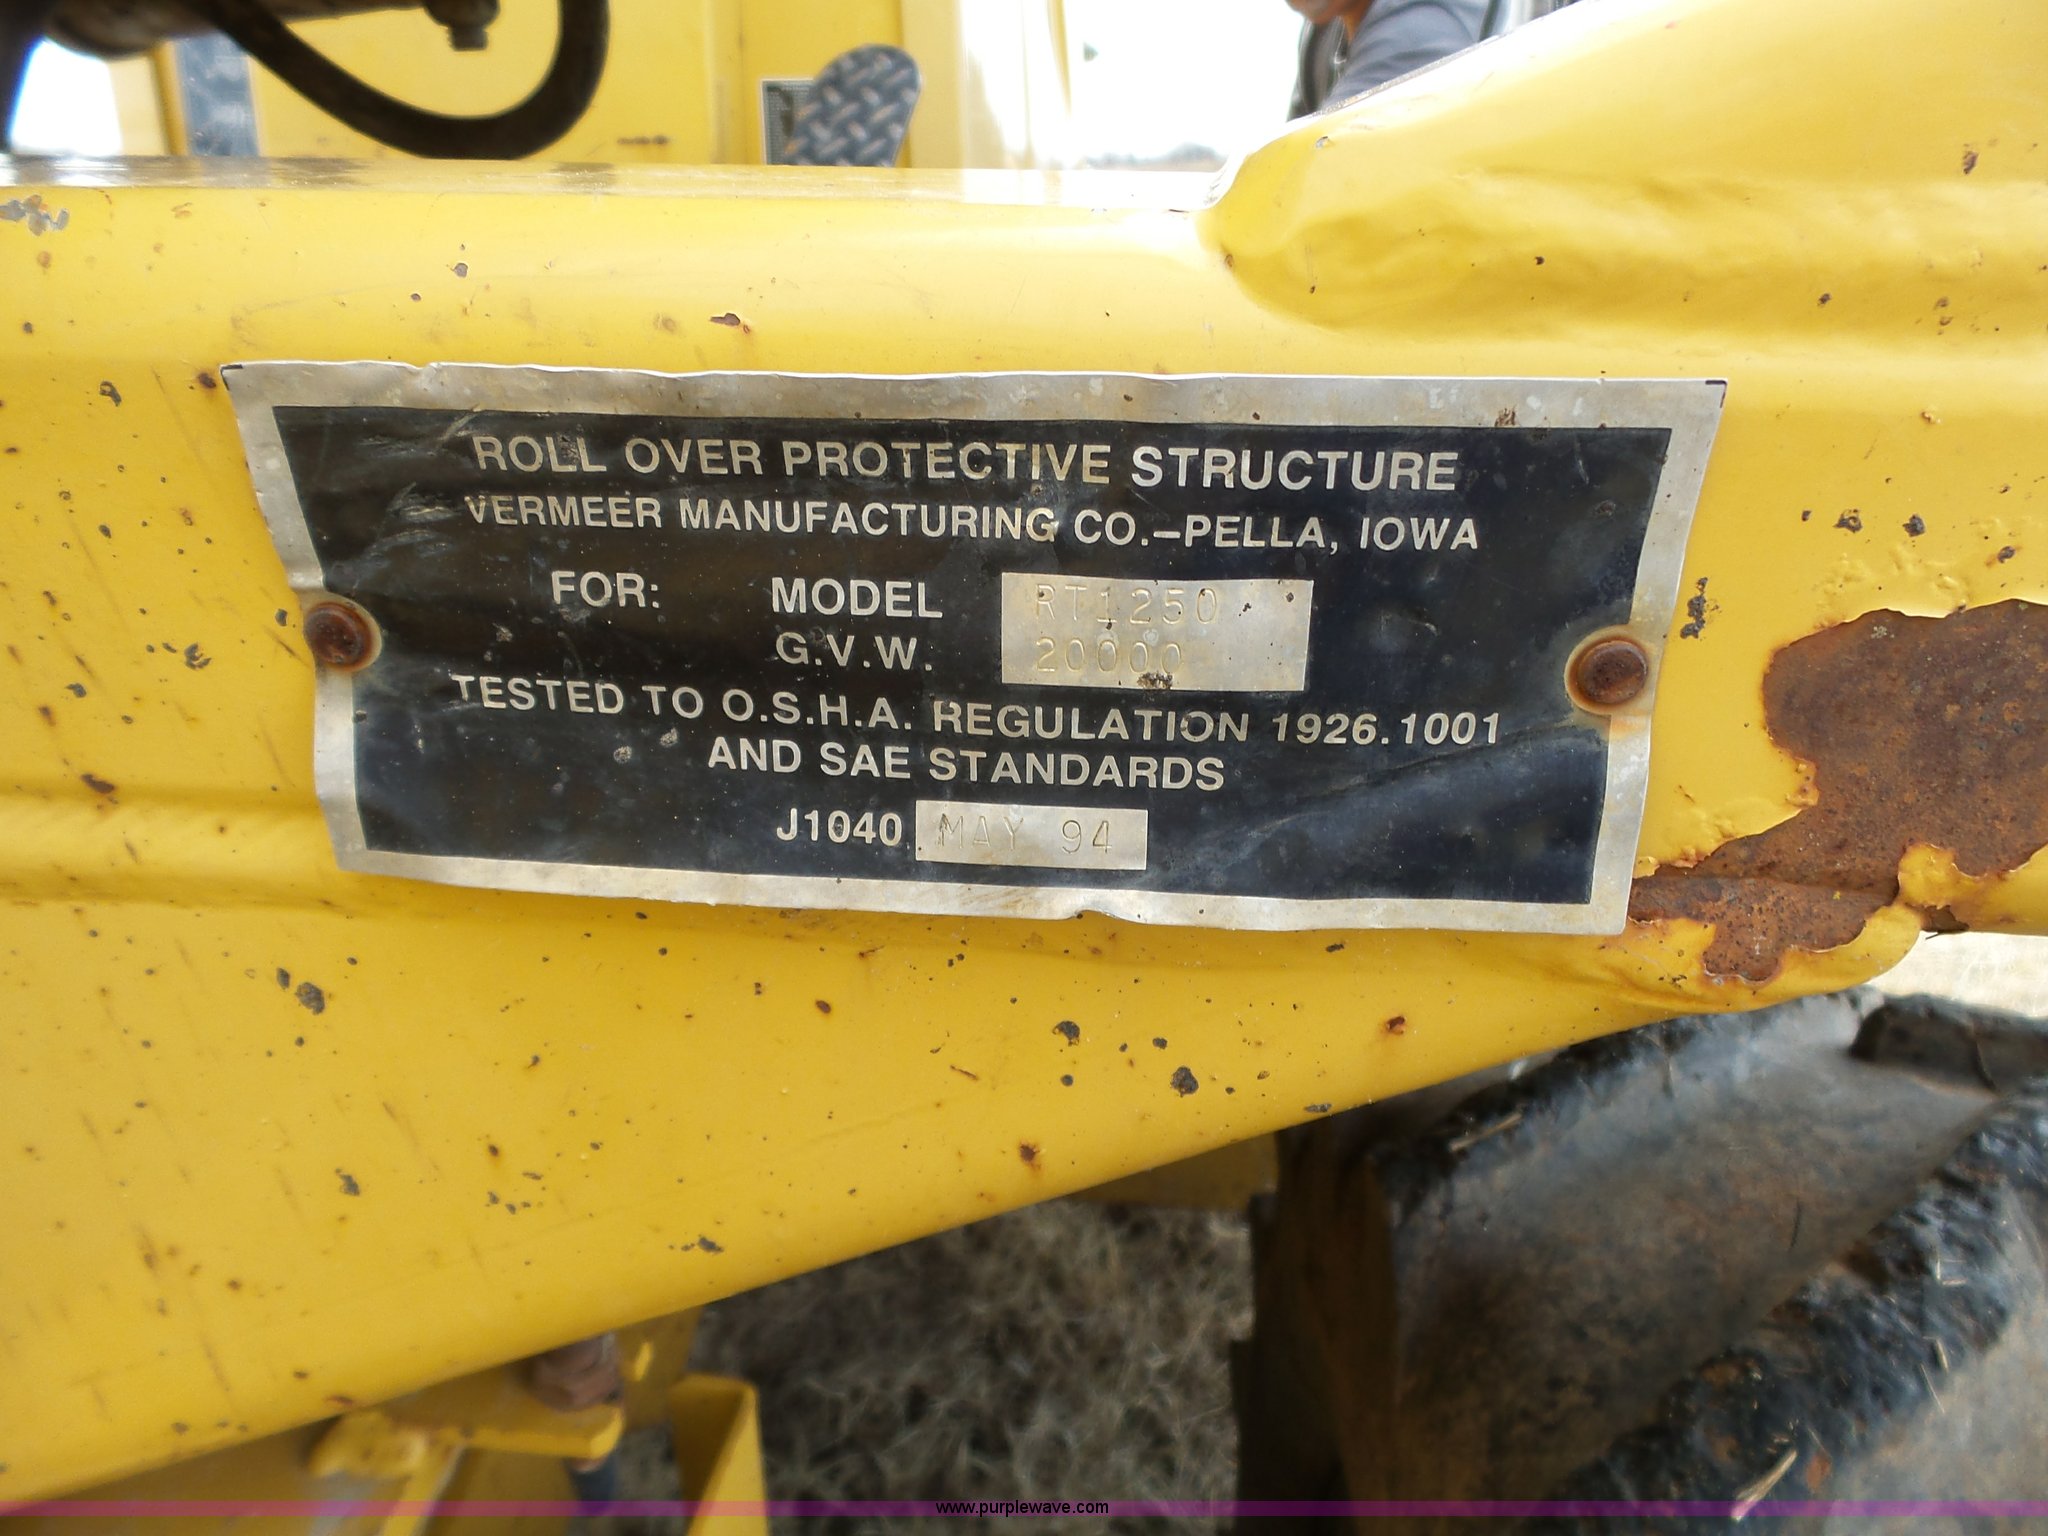 ROLL OVER PROTECTIVE STRUCTURE
VERMEER MANUFACTURING CO.-PELLA, IOWA
FOR: MODEL RT1250
G.V.W. 20000
TESTED TO O.S.H.A. REGULATION 1926.1001
AND SAE STANDARDS
J1040 MAY 94
www.purplewave.com